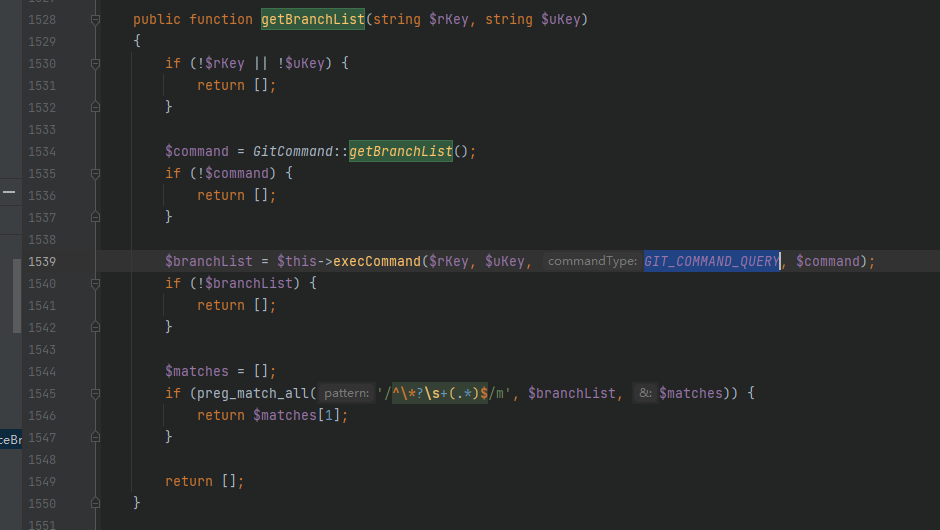 1527
1528 public function getBranchList(string $rKey, string $uKey)
1529 {
1530 if (!$rKey || !$uKey) {
1531 return [];
1532 }
1533
1534 $command = GitCommand::getBranchList();
1535 if (!$command) {
1536 return [];
1537 }
1538
1539 $branchList = $this->execCommand($rKey, $uKey, commandType: GIT_COMMAND_QUERY, $command);
1540 if (!$branchList) {
1541 return [];
1542 }
1543
1544 $matches = [];
1545 if (preg_match_all( pattern: '/^\*?\s+(.*)$/m', $branchList, &: $matches)) {
1546 return $matches[1];
ceBr 1547 }
1548
1549 return [];
1550 }
1551